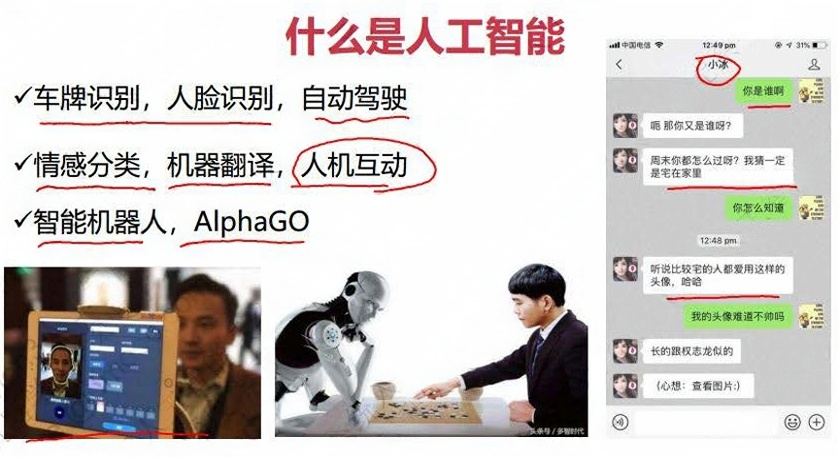 什么是人工智能
✓车牌识别，人脸识别，自动驾驶
✓情感分类，机器翻译，人机互动
✓智能机器人，AlphaGO
头条号/多智时代
中国电信
12:49 pm
31%
小冰
你是谁啊
呃 那你又是谁呀？
周末你都怎么过呀？我猜一定
是宅在家里
你怎么知道
12:48 pm
听说比较宅的人都爱用这样的
头像，哈哈
我的头像难道不帅吗
长的跟权志龙似的
（心想：查看图片:）